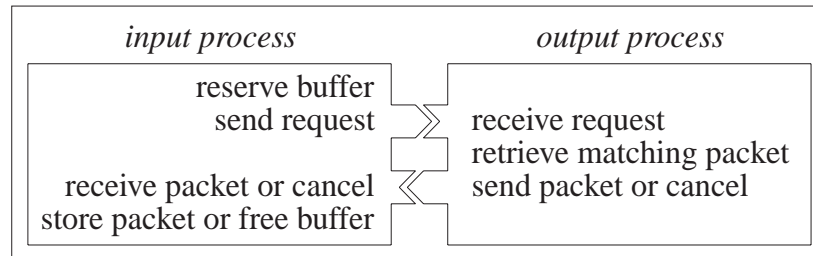 input process
output process
reserve buffer
send request
receive packet or cancel
store packet or free buffer
receive request
retrieve matching packet
send packet or cancel